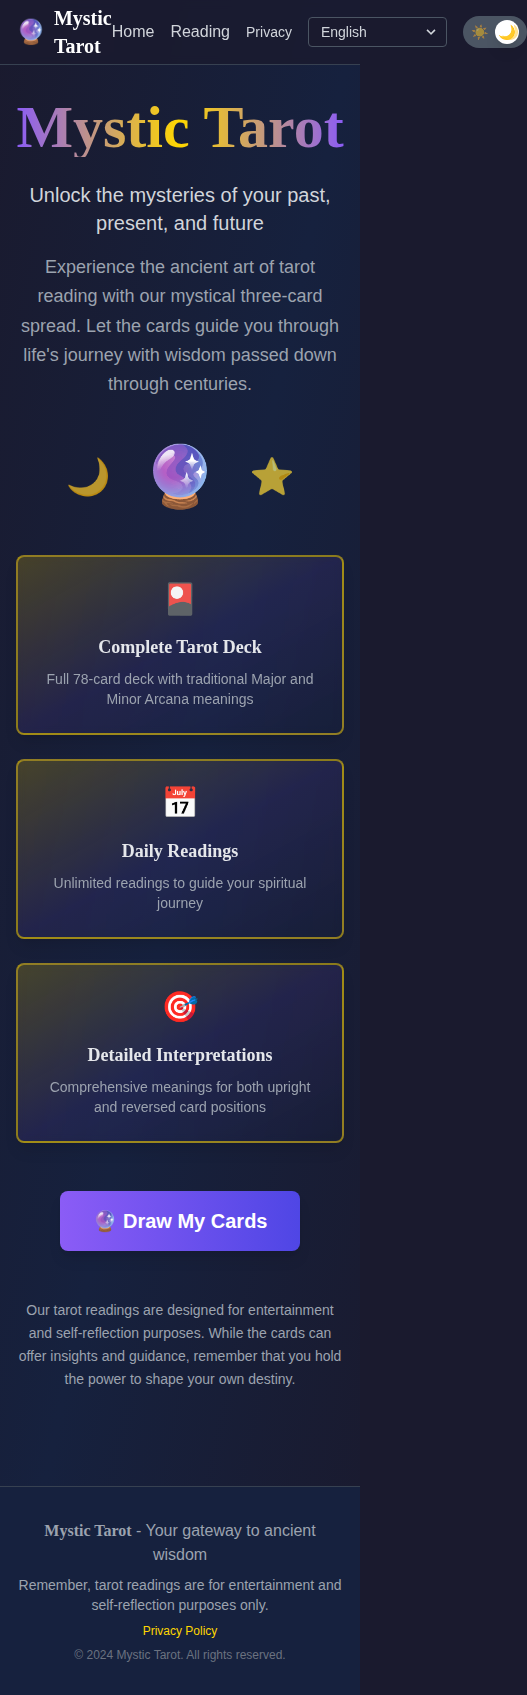 Mystic Tarot
Home Reading Privacy English
Mystic Tarot
Unlock the mysteries of your past,
present, and future
Experience the ancient art of tarot
reading with our mystical three-card
spread. Let the cards guide you through
life's journey with wisdom passed down
through centuries.
Complete Tarot Deck
Full 78-card deck with traditional Major and
Minor Arcana meanings
July
17
Daily Readings
Unlimited readings to guide your spiritual
journey
Detailed Interpretations
Comprehensive meanings for both upright
and reversed card positions
Draw My Cards
Our tarot readings are designed for entertainment
and self-reflection purposes. While the cards can
offer insights and guidance, remember that you hold
the power to shape your own destiny.
Mystic Tarot - Your gateway to ancient
wisdom
Remember, tarot readings are for entertainment and
self-reflection purposes only.
Privacy Policy
© 2024 Mystic Tarot. All rights reserved.